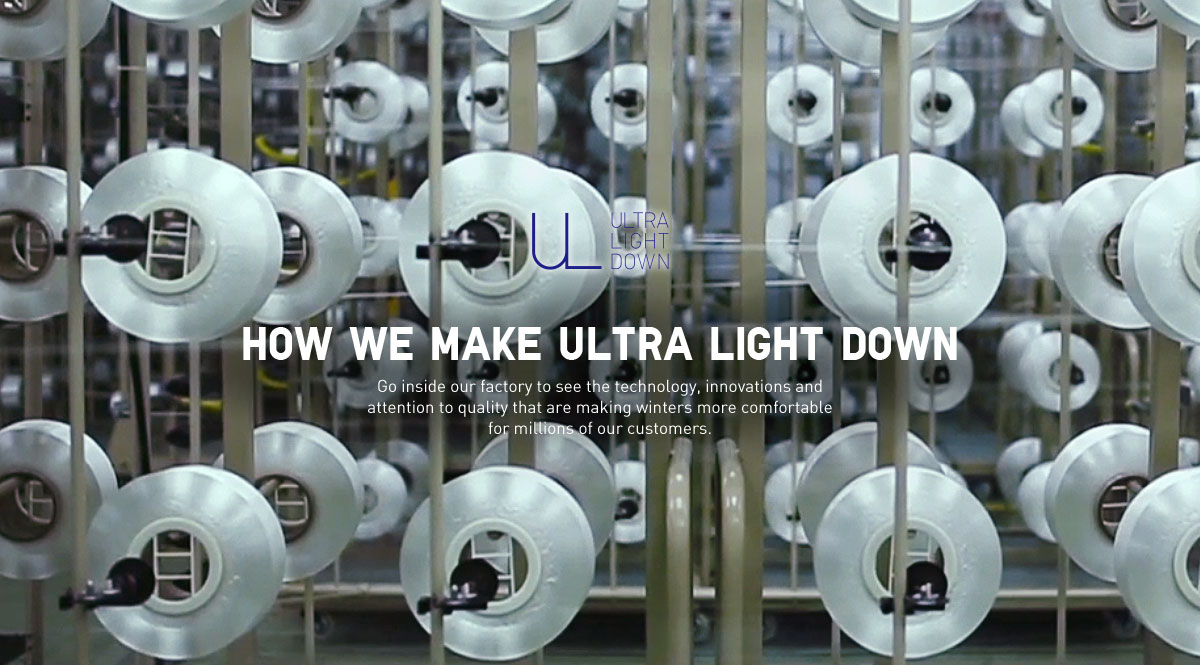 UL
ULTRA
LIGHT
DOWN
HOW WE MAKE ULTRA LIGHT DOWN
Go inside our factory to see the technology, innovations and
attention to quality that are making winters more comfortable
for millions of our customers.